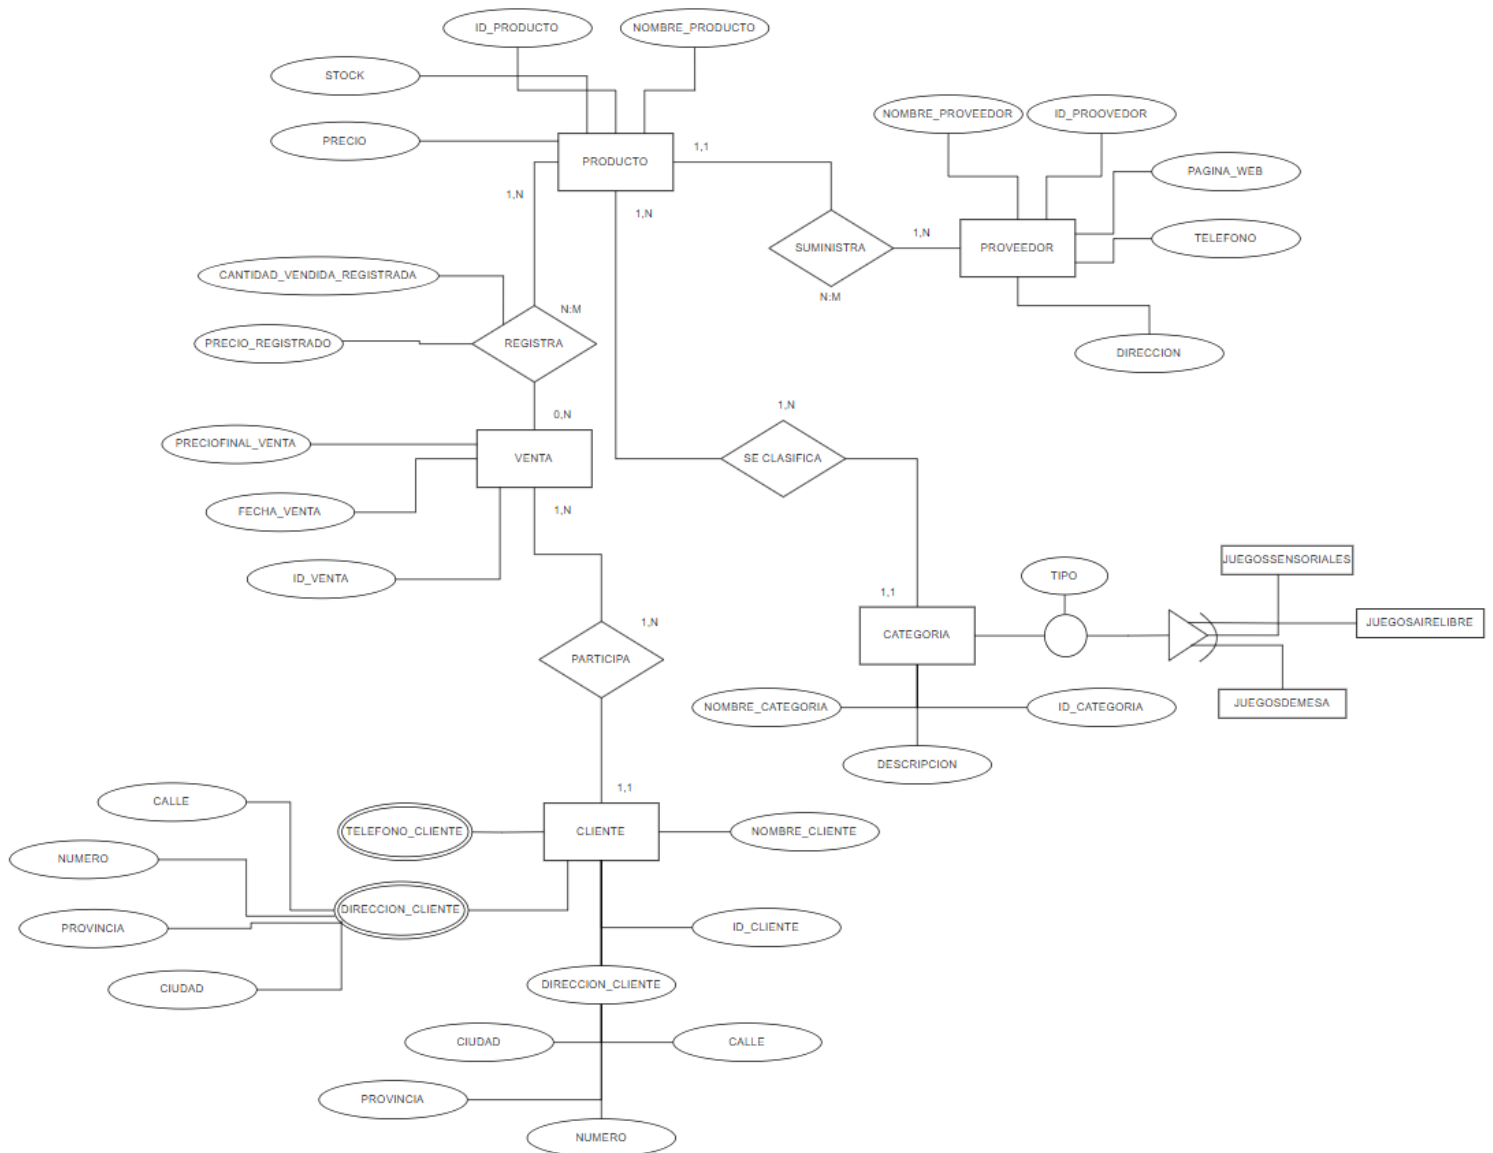 ID_PRODUCTO
NOMBRE_PRODUCTO
STOCK
PRECIO
PRODUCTO
1,1
1,N
1,N
NOMBRE_PROVEEDOR
ID_PROOVEDOR
PAGINA_WEB
TELEFONO
PROVEEDOR
1,N
SUMINISTRA
N:M
DIRECCION
CANTIDAD_VENDIDA_REGISTRADA
N:M
PRECIO_REGISTRADO
REGISTRA
0,N
PRECIOFINAL_VENTA
VENTA
FECHA_VENTA
1,N
ID_VENTA
1,N
SE CLASIFICA
1,1
CATEGORIA
TIPO
JUEGOSSENSORIALES
JUEGOSAIRELIBRE
JUEGOSDEMESA
NOMBRE_CATEGORIA
ID_CATEGORIA
DESCRIPCION
1,N
PARTICIPA
1,1
CLIENTE
CALLE
TELEFONO_CLIENTE
NOMBRE_CLIENTE
NUMERO
DIRECCION_CLIENTE
PROVINCIA
ID_CLIENTE
CIUDAD
DIRECCION_CLIENTE
CIUDAD
CALLE
PROVINCIA
NUMERO